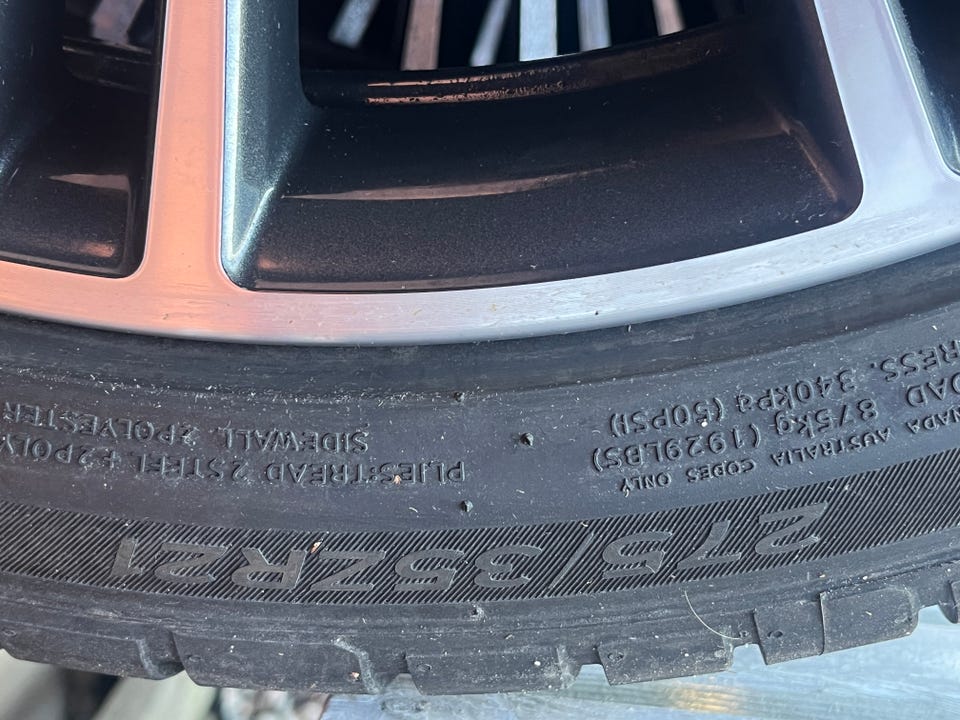 275/35ZR21
NADA AUSTRALIA CODES ONLY
OAD 875kg (1929LBS)
RESS. 340kPa (50PSI)
PLIES:TREAD 2STEEL +2POLY
SIDEWALL. 2POLYESTER